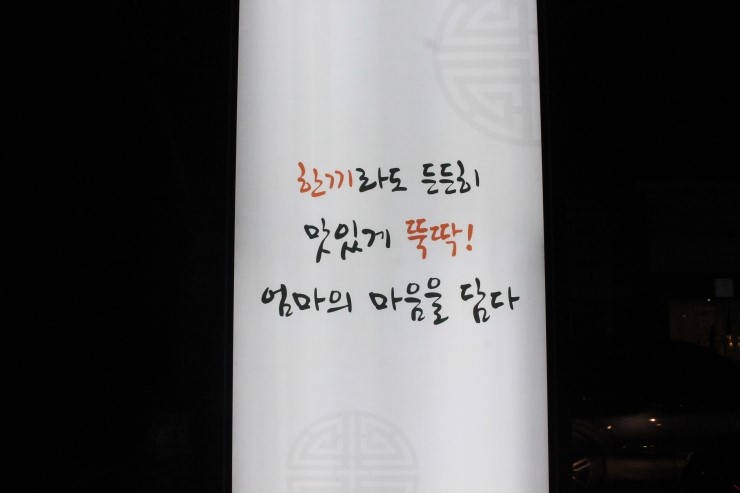 한끼라도 든든히
맛있게 뚝딱!
엄마의 마음을 담다